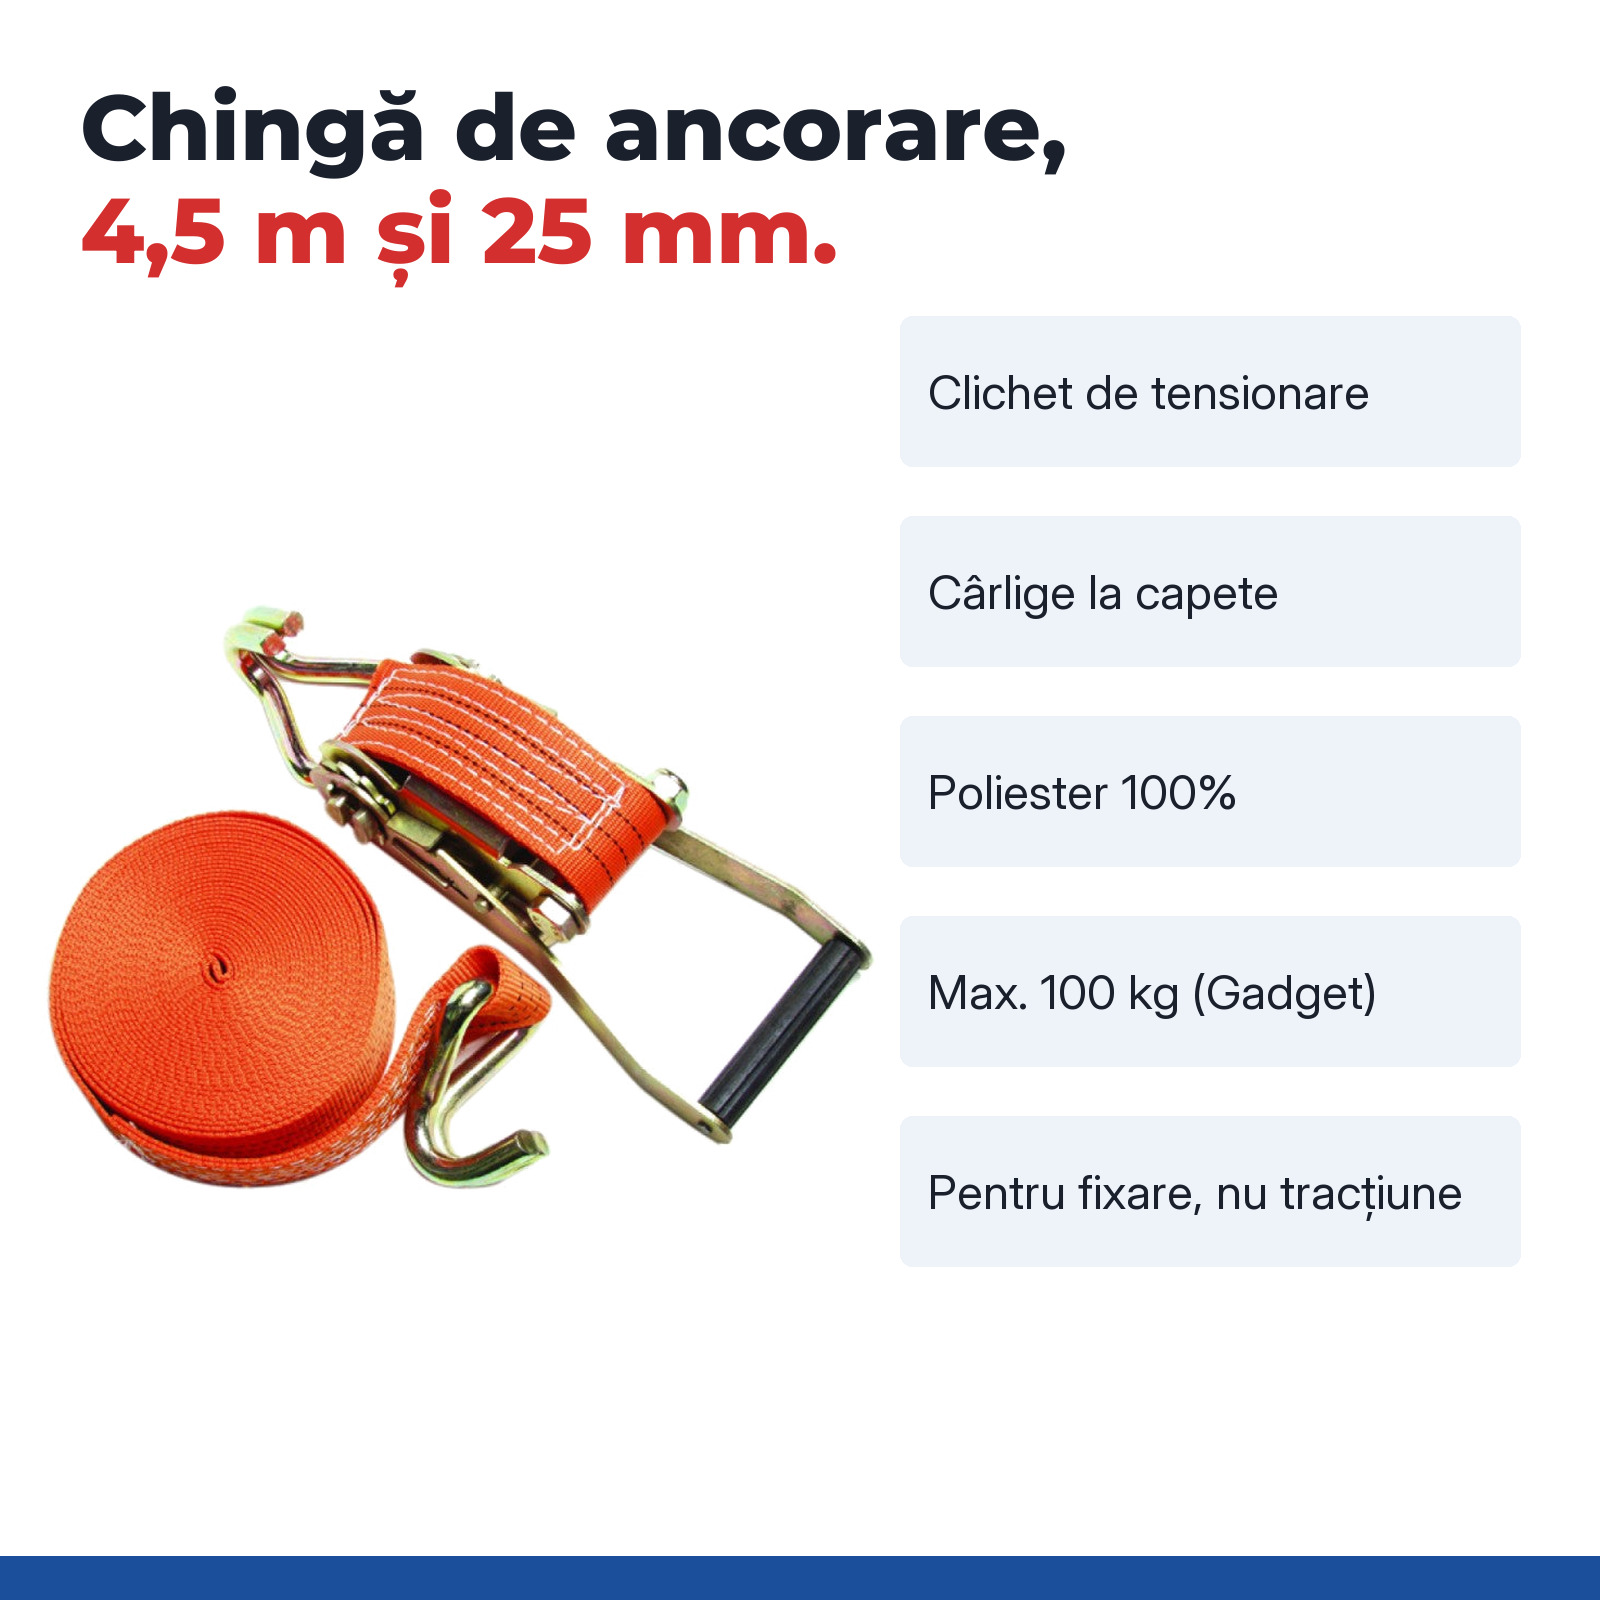 Chingă de ancorare,
4,5 m și 25 mm.
Clichet de tensionare
Cârlige la capete
Poliester 100%
Max. 100 kg (Gadget)
Pentru fixare, nu tracțiune